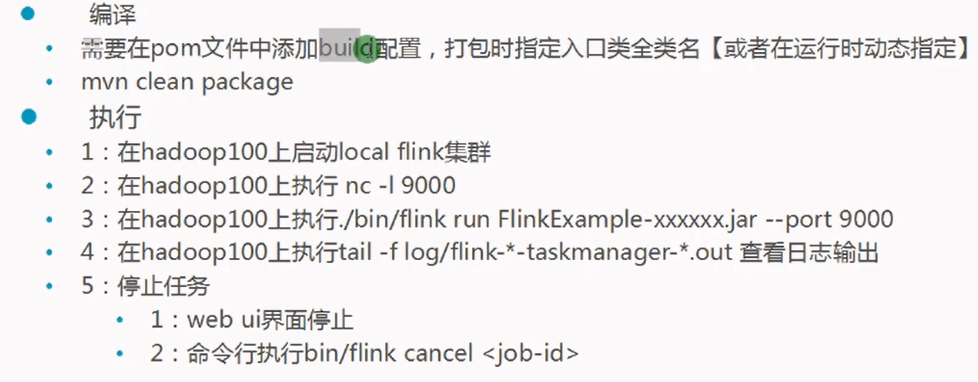 编译
需要在pom文件中添加build配置，打包时指定入口类全类名【或者在运行时动态指定】
mvn clean package
执行
1：在hadoop100上启动local flink集群
2：在hadoop100上执行 nc -l 9000
3：在hadoop100上执行./bin/flink run FlinkExample-xxxxxx.jar --port 9000
4：在hadoop100上执行tail -f log/flink-*-taskmanager-*.out 查看日志输出
5：停止任务
1：web ui界面停止
2：命令行执行bin/flink cancel <job-id>